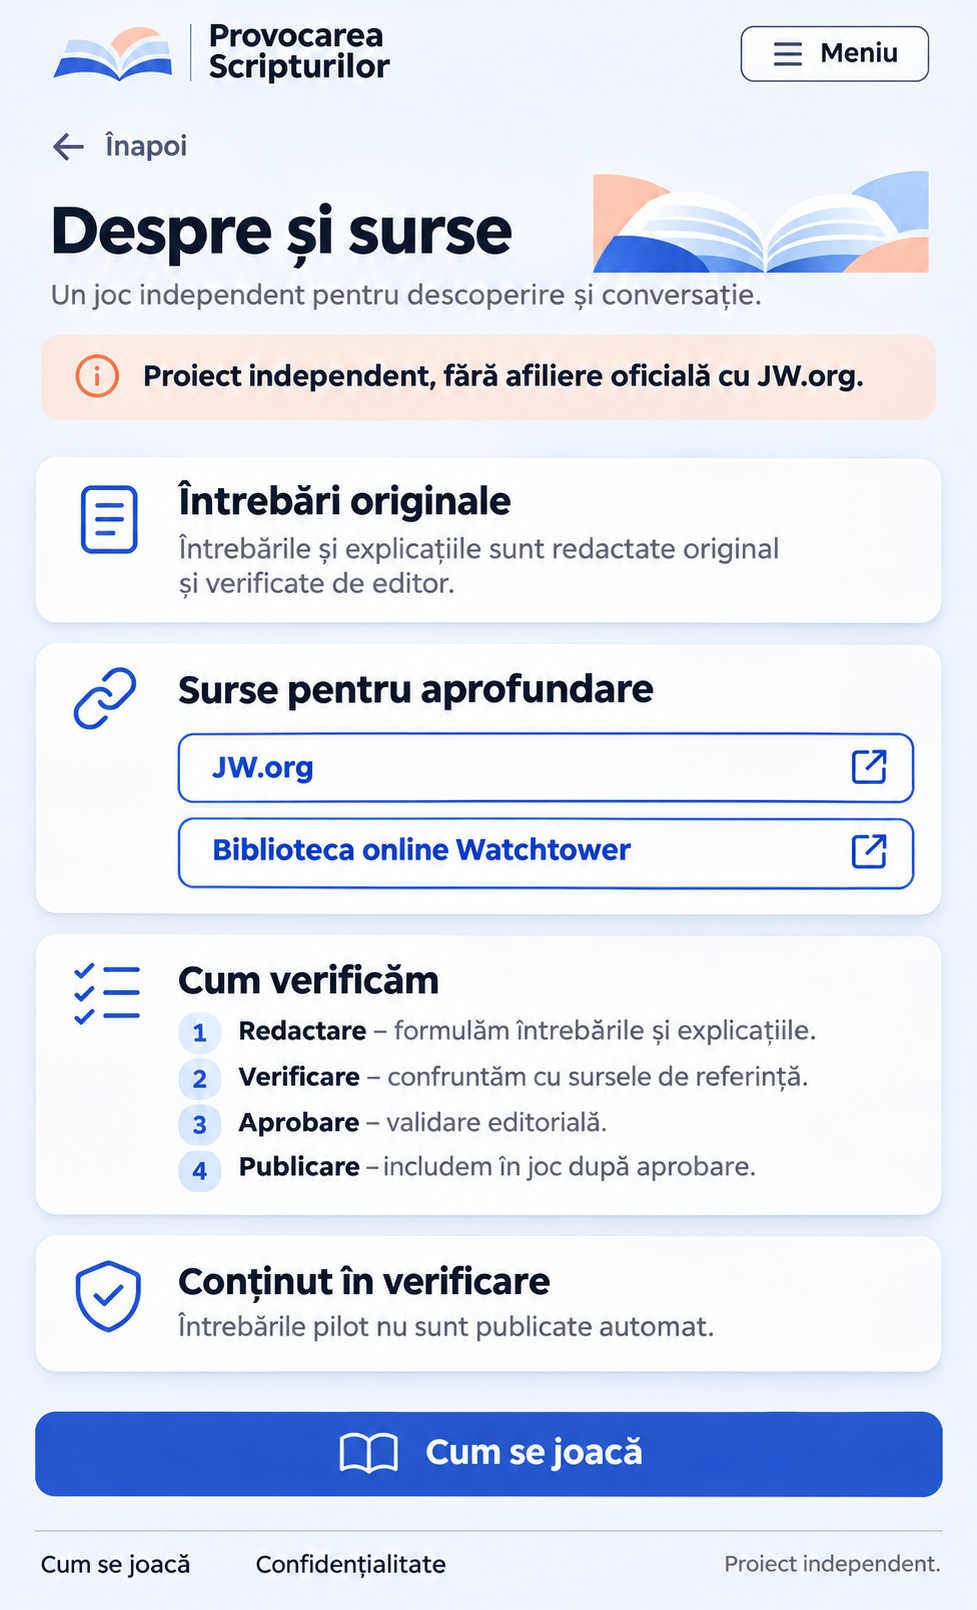 Provocarea
Scripturilor
Meniu
Înapoi
Despre și surse
Un joc independent pentru descoperire și conversație.
Proiect independent, fără afiliere oficială cu JW.org.
Întrebări originale
Întrebările și explicațiile sunt redactate original
și verificate de editor.
Surse pentru aprofundare
JW.org
Biblioteca online Watchtower
Cum verificăm
1 Redactare – formulăm întrebările și explicațiile.
2 Verificare – confruntăm cu sursele de referință.
3 Aprobare – validare editorială.
4 Publicare – includem în joc după aprobare.
Conținut în verificare
Întrebările pilot nu sunt publicate automat.
Cum se joacă
Cum se joacă Confidențialitate Proiect independent.